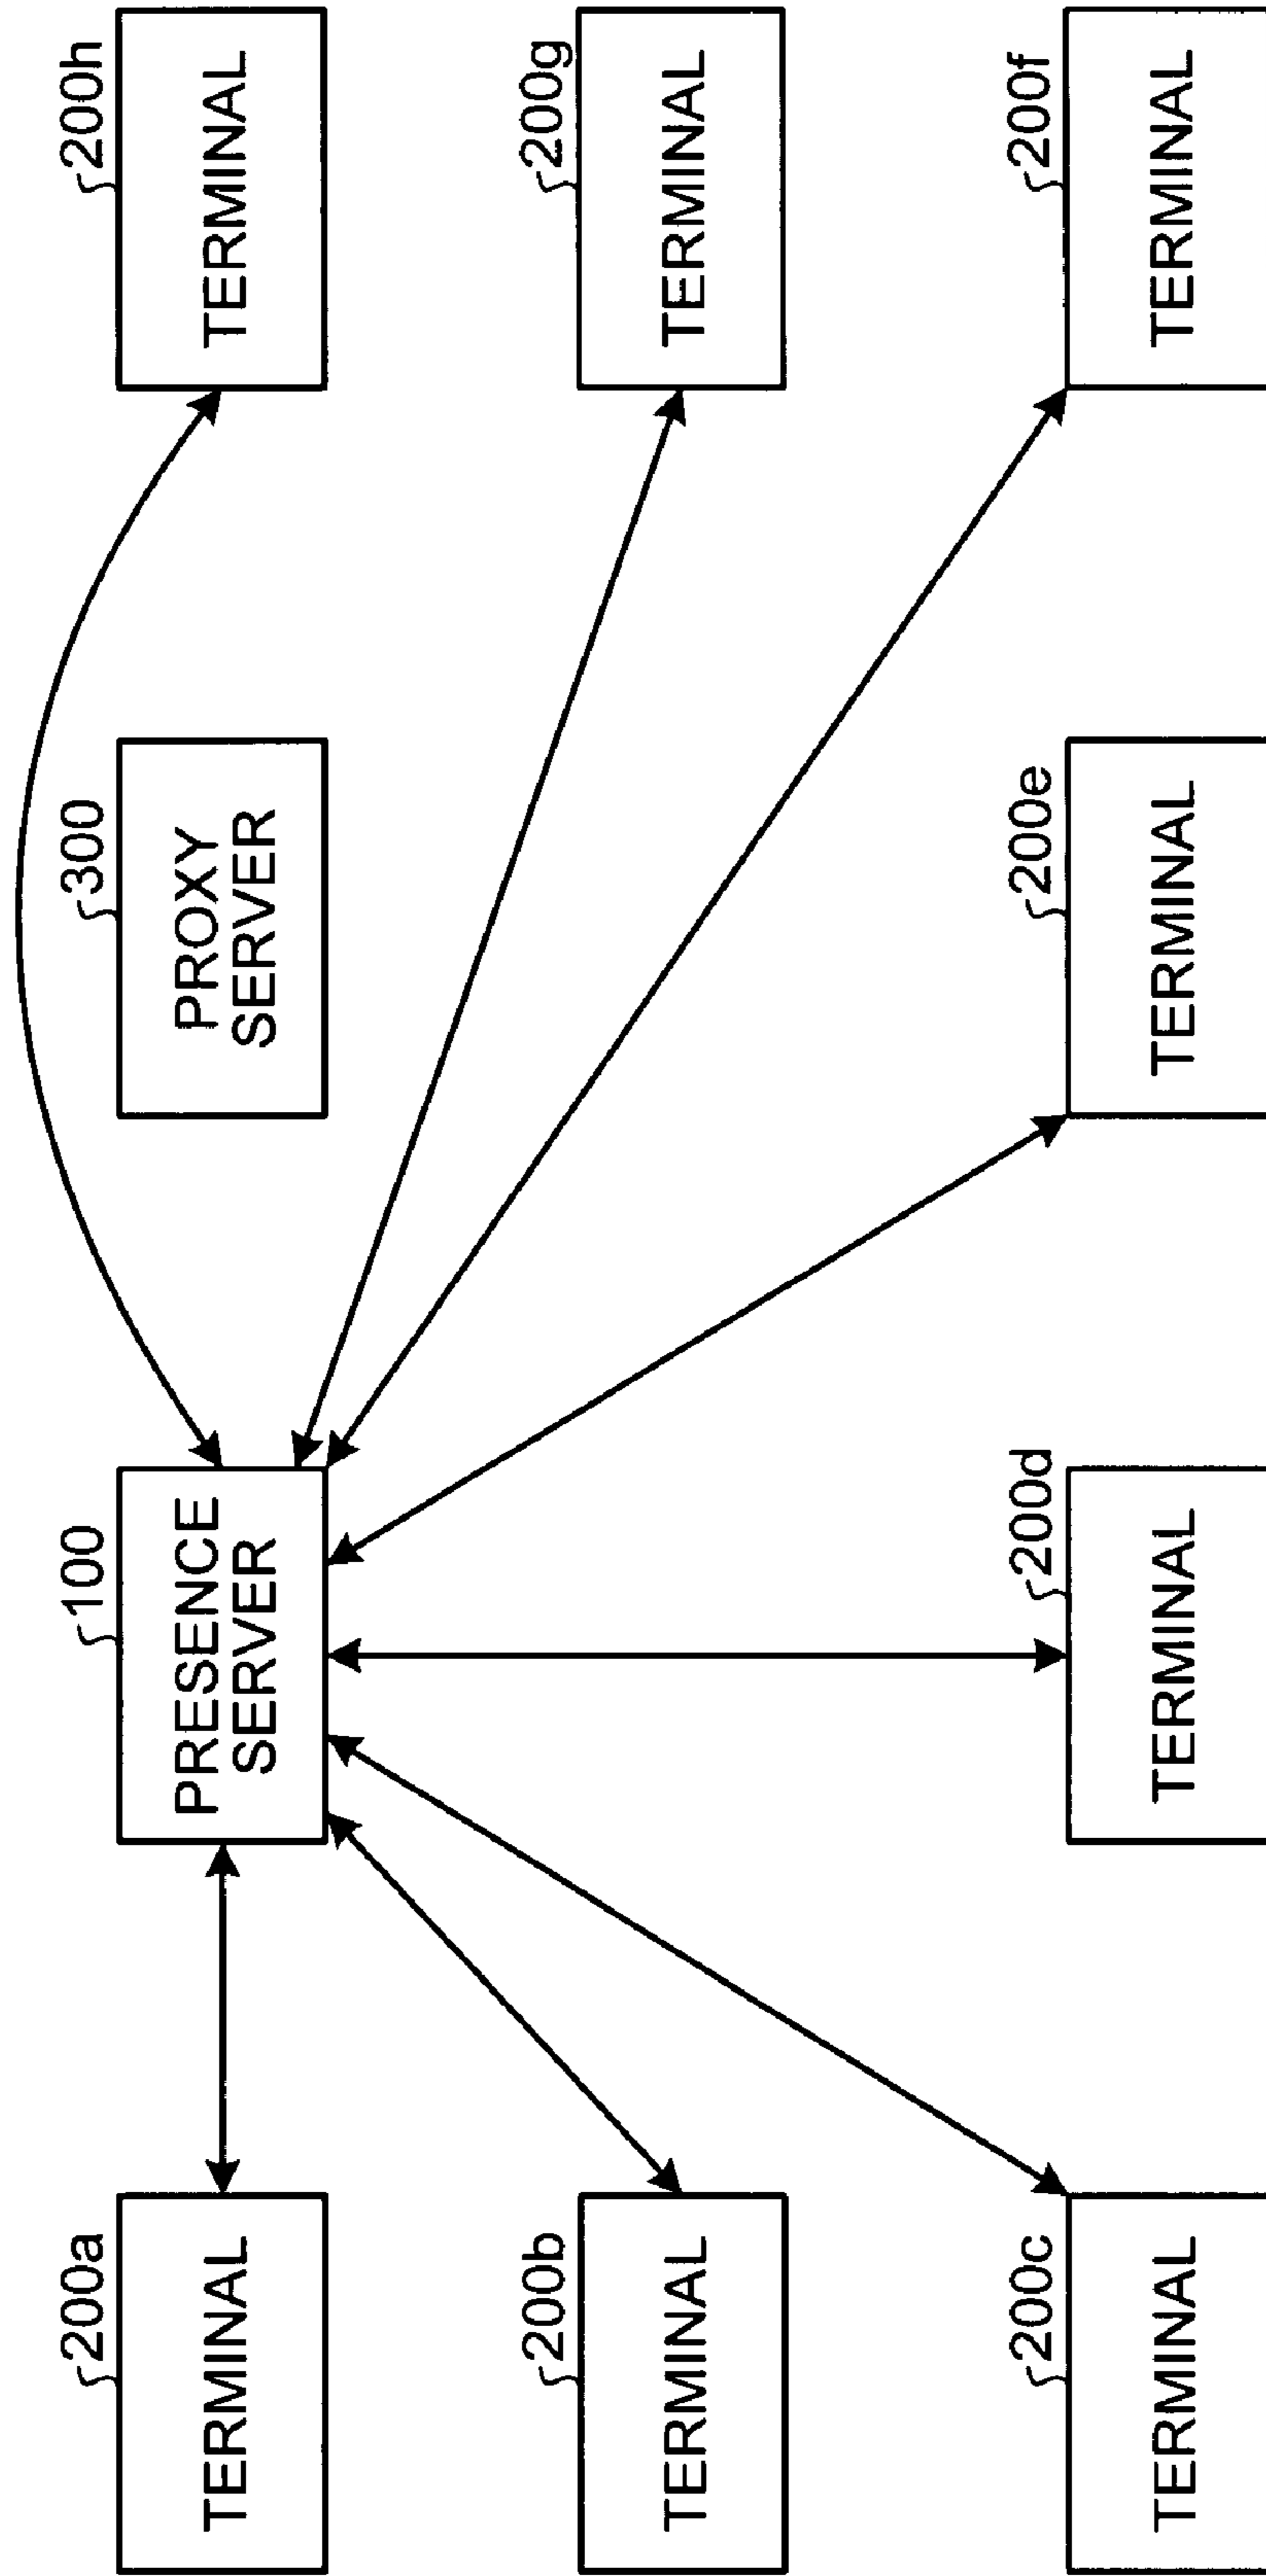 200a
TERMINAL
100
PRESENCE
SERVER
300
PROXY
SERVER
200h
TERMINAL
200b
TERMINAL
200g
TERMINAL
200c
TERMINAL
200d
TERMINAL
200e
TERMINAL
200f
TERMINAL